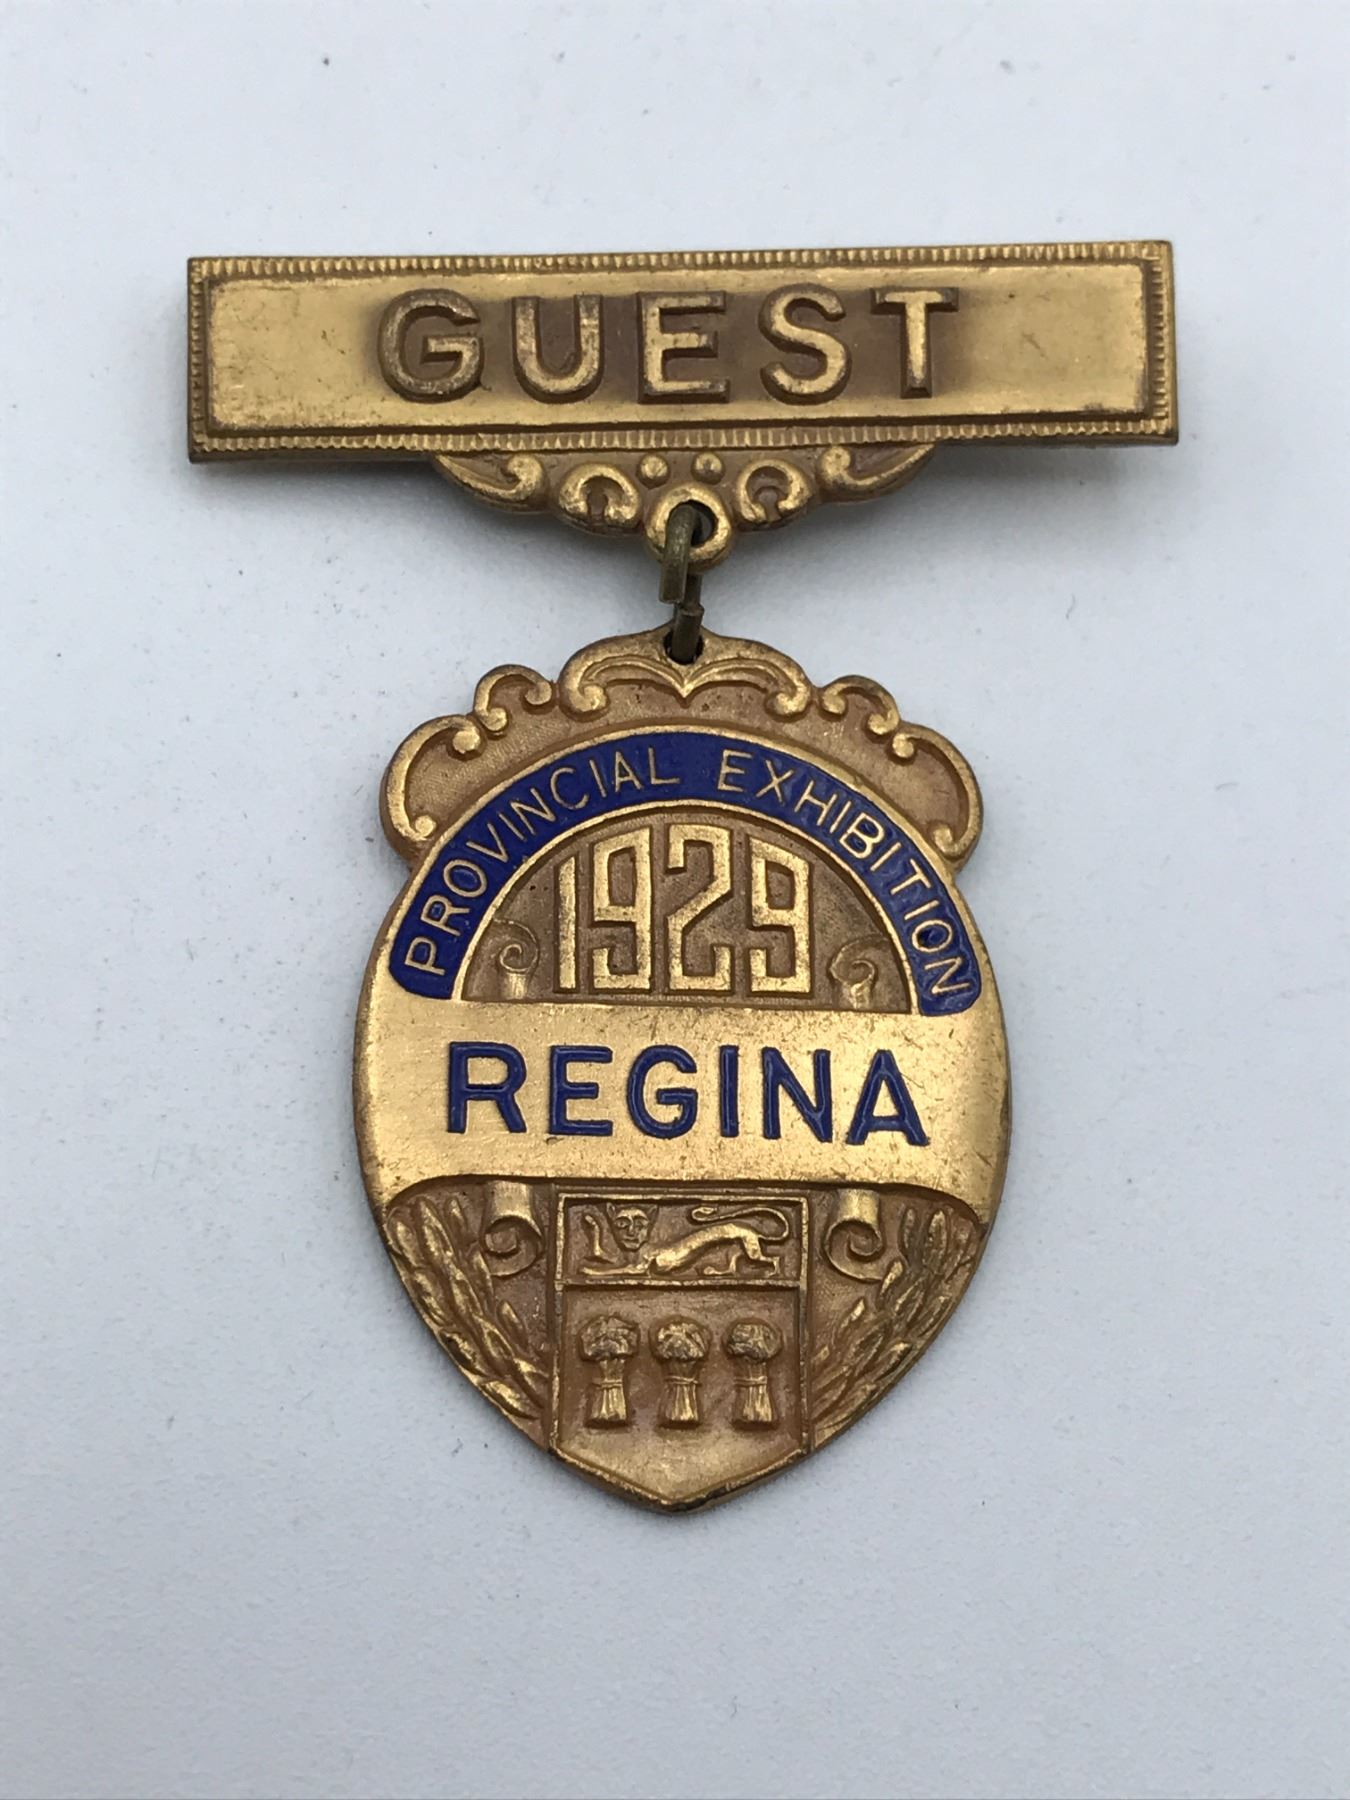 GUEST
PROVINCIAL EXHIBITION
1929
REGINA